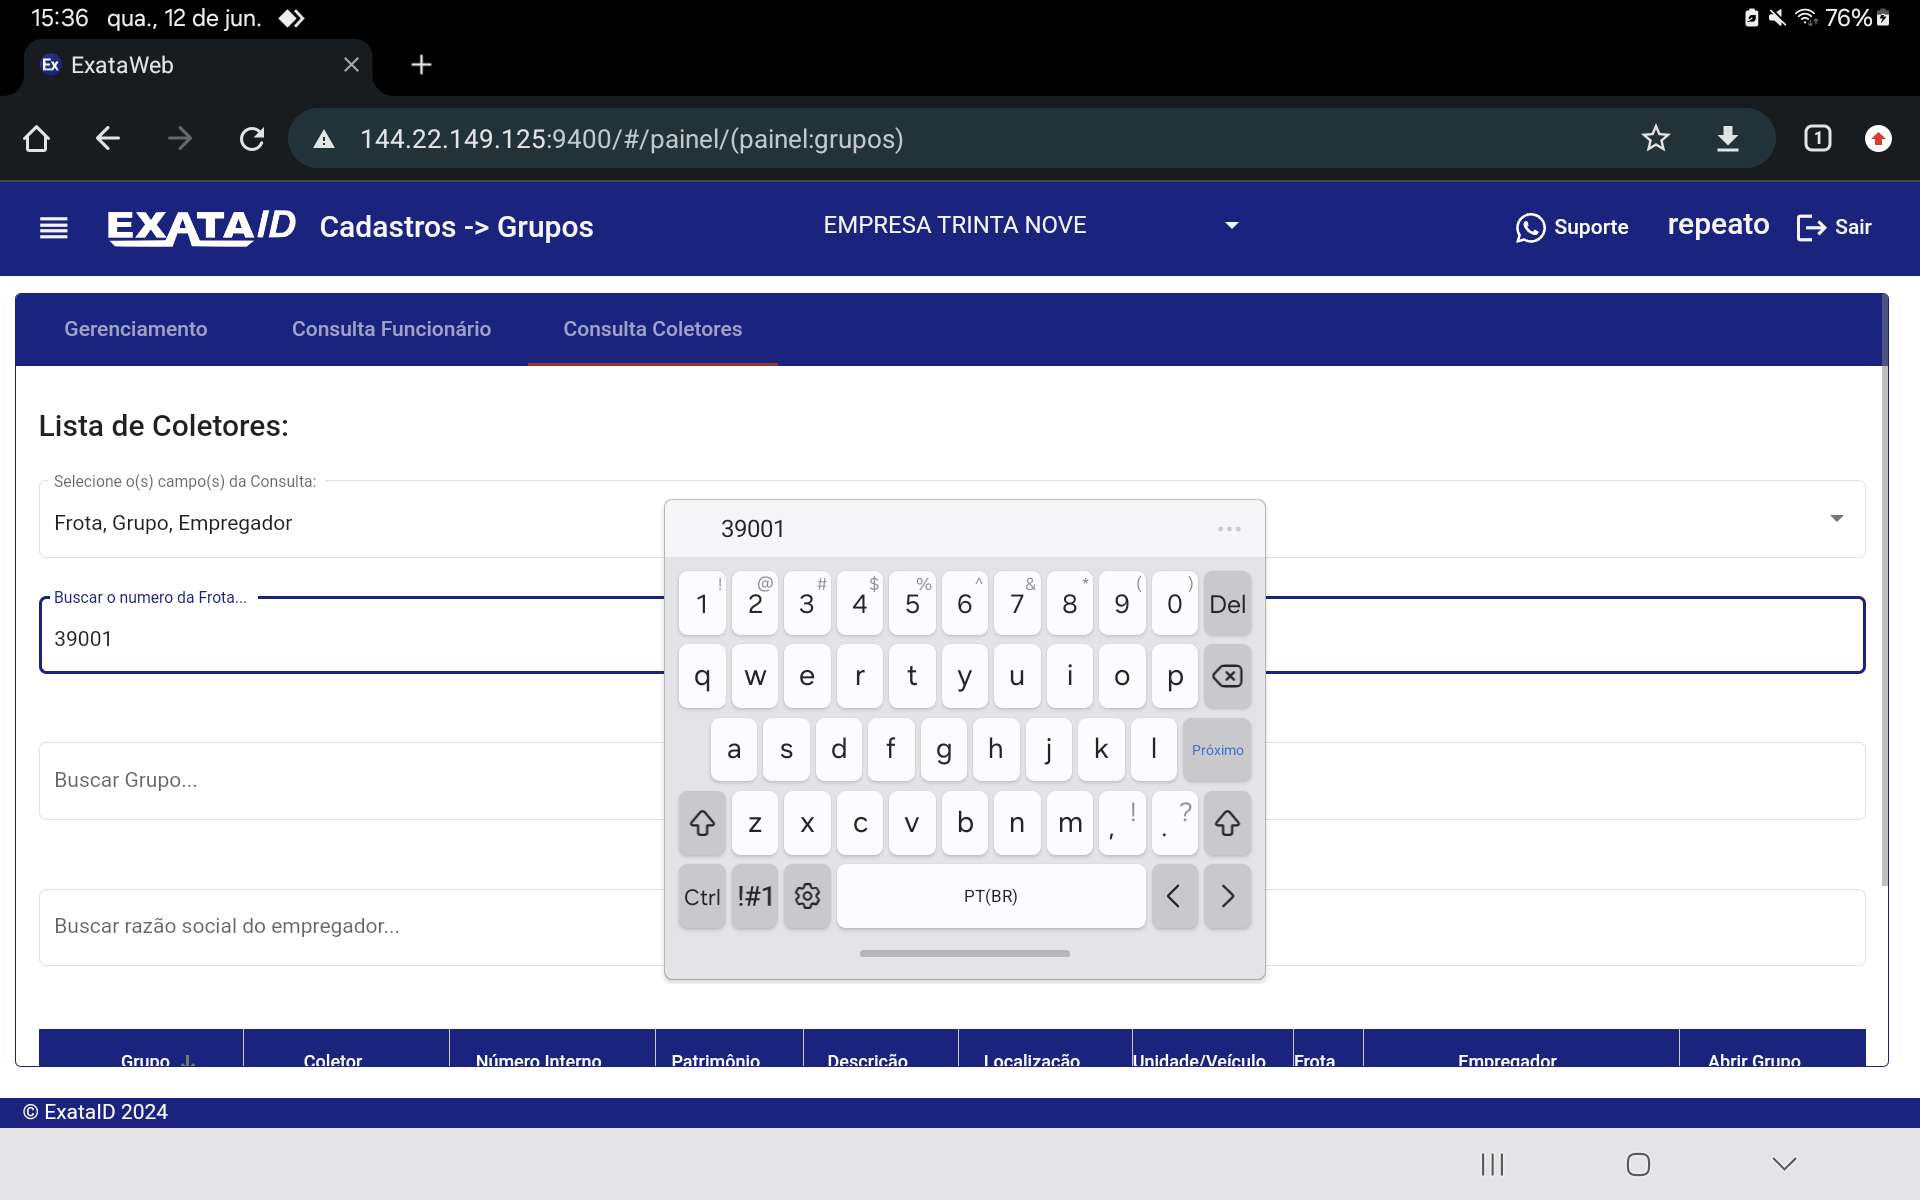 15:36 qua., 12 de jun.
76%
Ex ExataWeb
144.22.149.125:9400/#/painel/(painel:grupos)
1
EXATA/ID Cadastros -> Grupos EMPRESA TRINTA NOVE Suporte repeato Sair
Gerenciamento Consulta Funcionário Consulta Coletores
Lista de Coletores:
Selecione o(s) campo(s) da Consulta:
Frota, Grupo, Empregador
Buscar o numero da Frota...
39001
Buscar Grupo...
Buscar razão social do empregador...
39001 ...
! @ # $ % ^ & * ( )
1 2 3 4 5 6 7 8 9 0 Del
q w e r t y u i o p
a s d f g h j k l Próximo
z x c v b n m , ! . ?
Ctrl !#1 PT(BR) < >
Grupo Coletor Número Interno Patrimônio Descrição Localização Unidade/Veículo Frota Empregador Abrir Grupo
© ExataID 2024